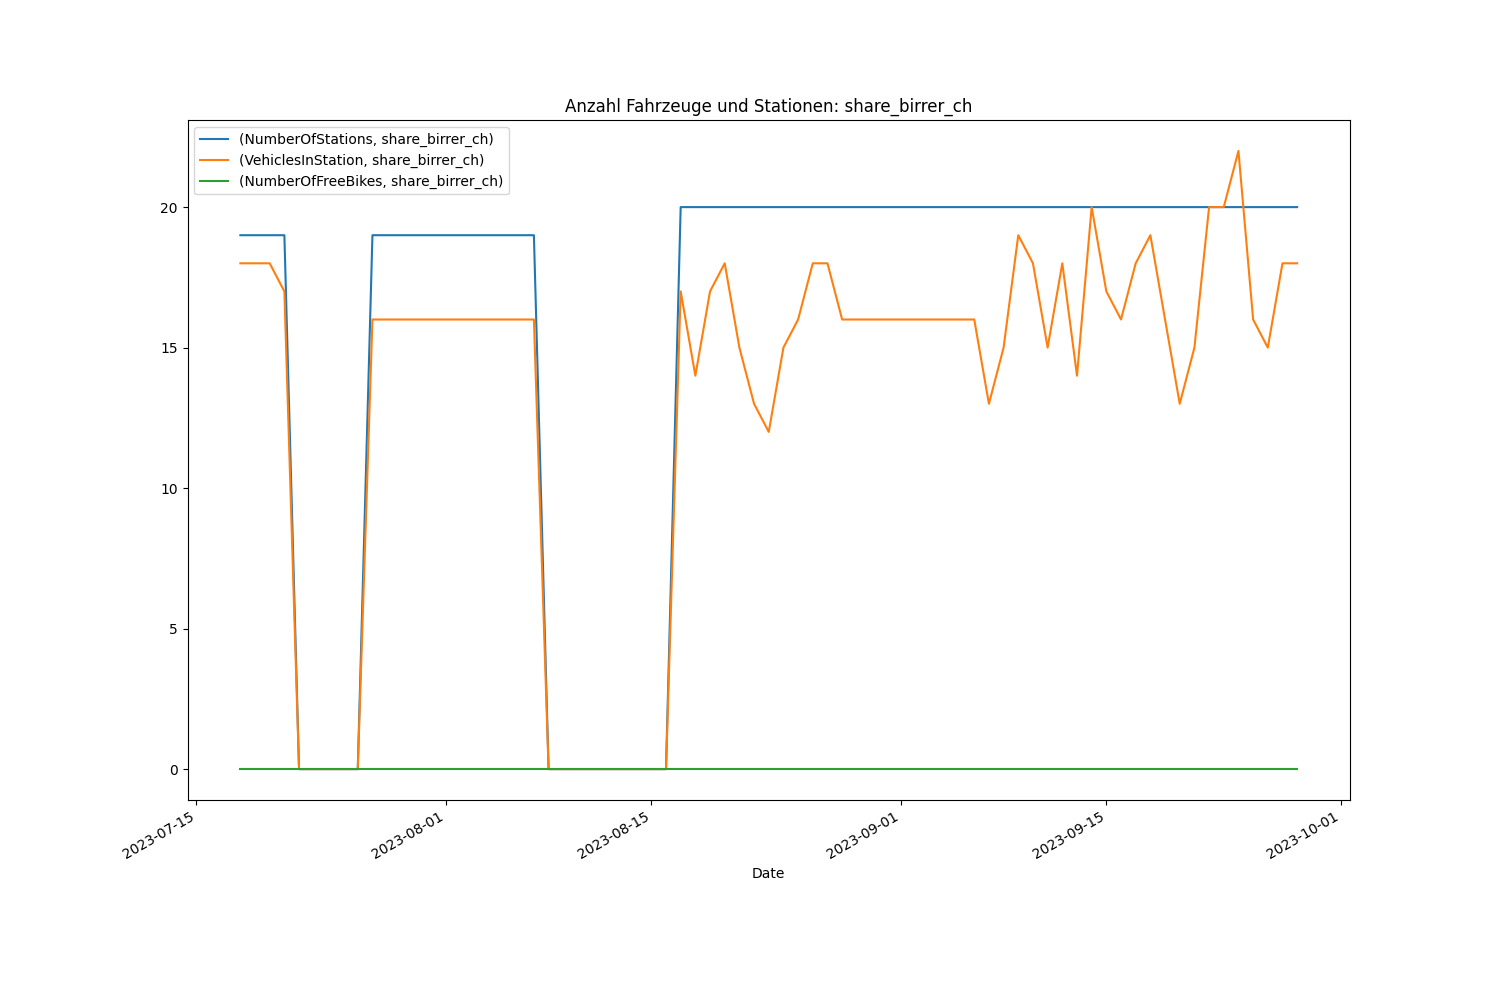 Anzahl Fahrzeuge und Stationen: share_birrer_ch
(NumberOfStations, share_birrer_ch)
(VehiclesInStation, share_birrer_ch)
(NumberOfFreeBikes, share_birrer_ch)
20
15
10
5
0
2023-07-15
2023-08-01
2023-08-15
2023-09-01
2023-09-15
2023-10-01
Date